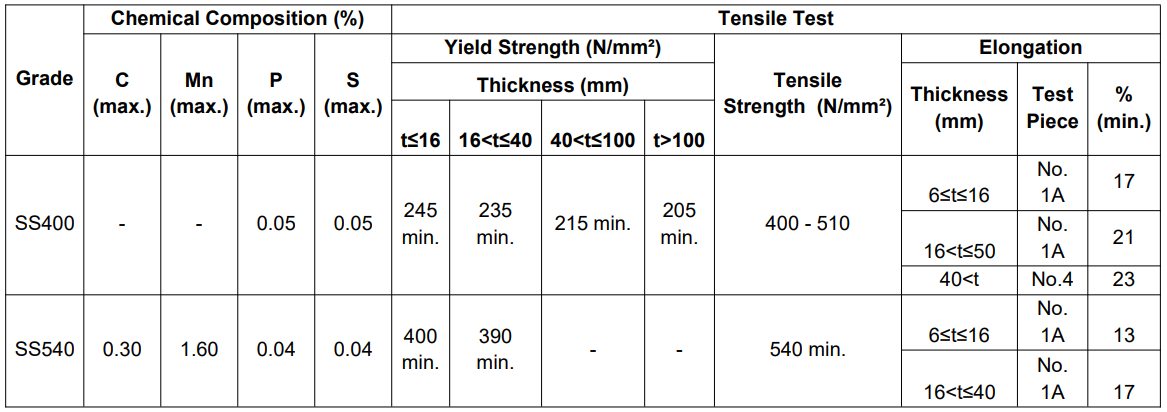 Grade Chemical Composition (%) Tensile Test
C (max.) Mn (max.) P (max.) S (max.) Yield Strength (N/mm²) Tensile Strength (N/mm²) Elongation
Thickness (mm) Thickness (mm) Test Piece % (min.)
t≤16 16<t≤40 40<t≤100 t>100
SS400 - - 0.05 0.05 245 min. 235 min. 215 min. 205 min. 400 - 510 6≤t≤16 No. 1A 17
16<t≤50 No. 1A 21
40<t No.4 23
SS540 0.30 1.60 0.04 0.04 400 min. 390 min. - - 540 min. 6≤t≤16 No. 1A 13
16<t≤40 No. 1A 17